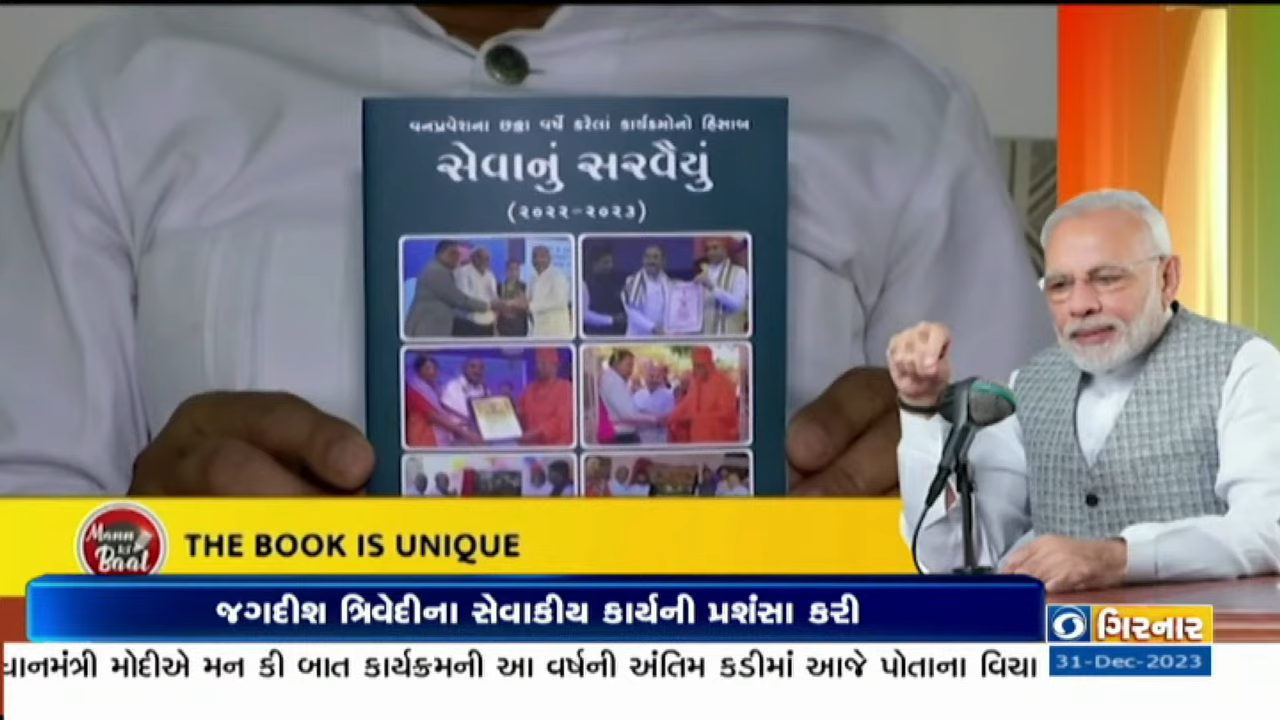 વનપ્રવેશના છઠ્ઠા વર્ષે કરેલાં કાર્યક્રમોનો હિસાબ
સેવાનું સરવૈયું
(૨૦૨૨-૨૦૨૩)
Mann
Ki
Baat
THE BOOK IS UNIQUE
જગદીશ ત્રિવેદીના સેવાકીય કાર્યની પ્રશંસા કરી
ગિરનાર
વાનમંત્રી મોદીએ મન કી બાત કાર્યક્રમની આ વર્ષની અંતિમ કડીમાં આજે પોતાના વિચા
31-Dec-2023